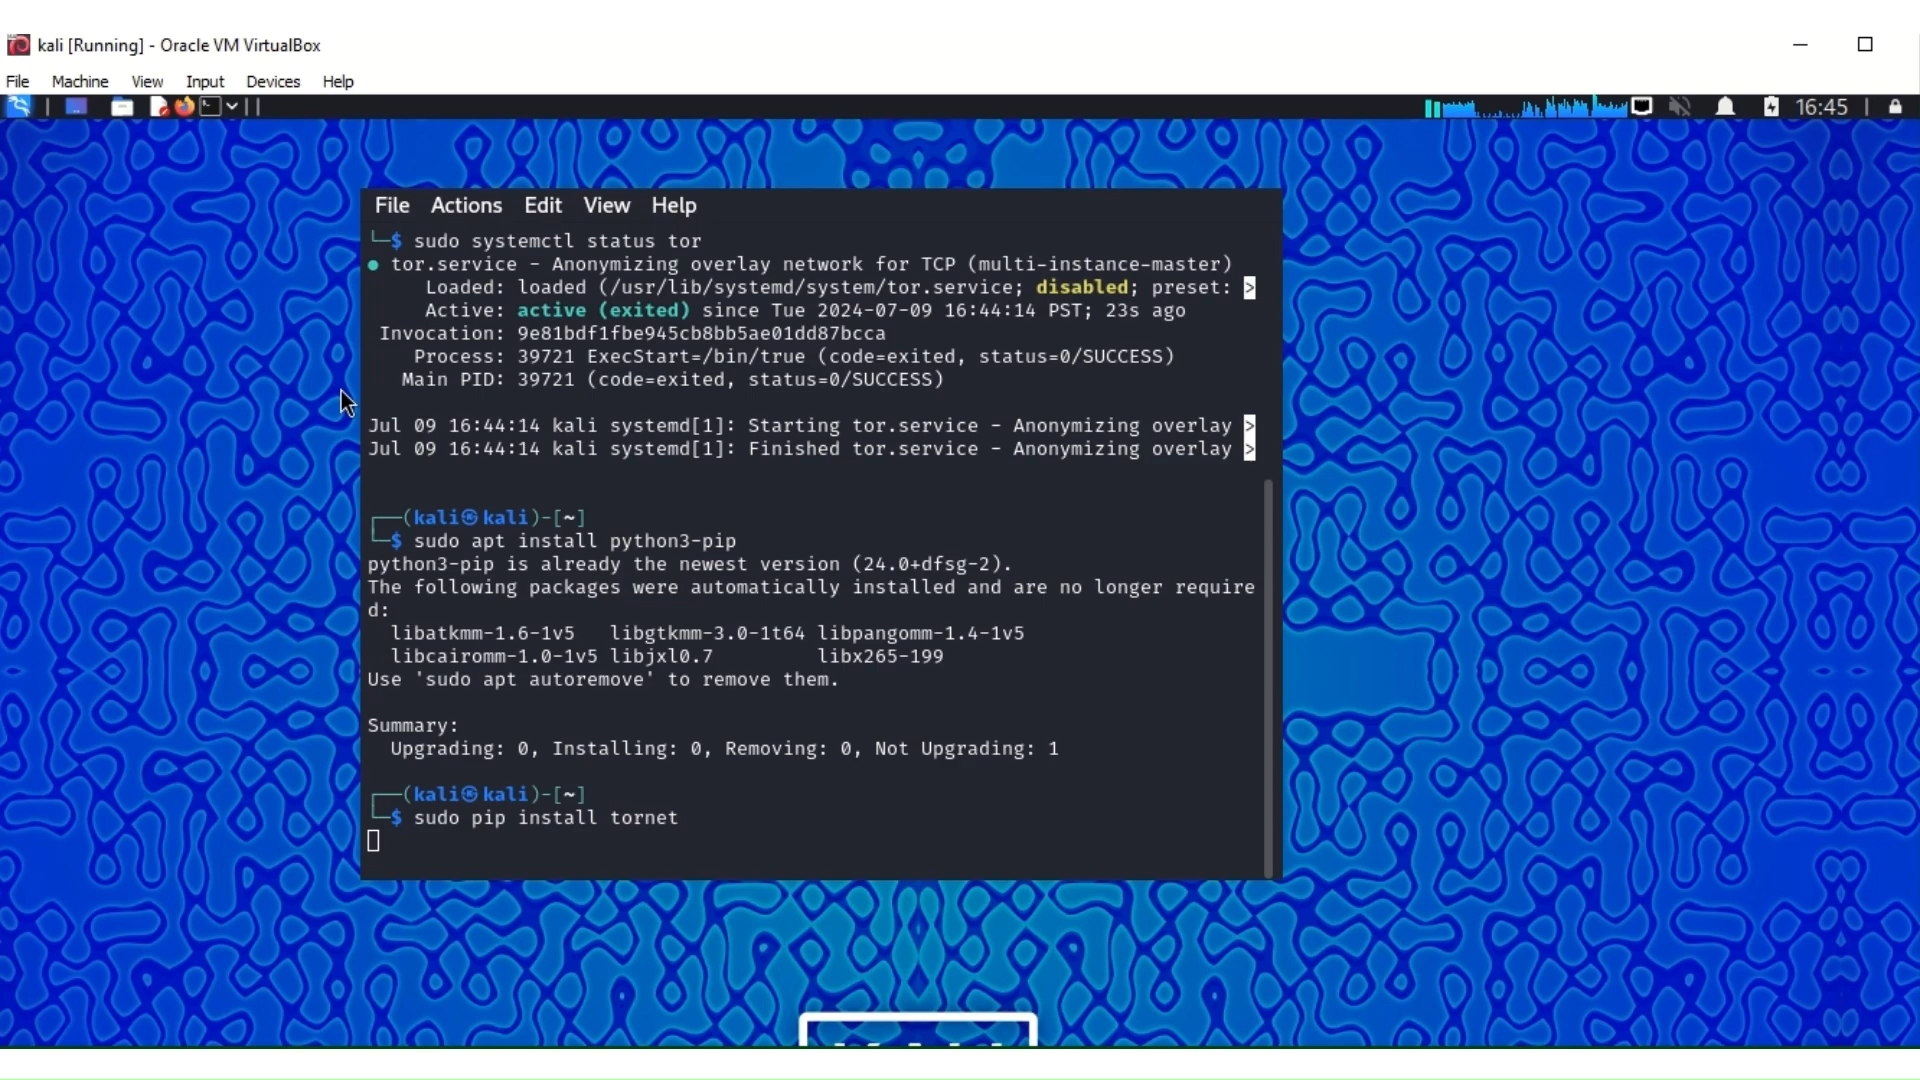 kali [Running] - Oracle VM VirtualBox
File Machine View Input Devices Help
16:45
File Actions Edit View Help
└─$ sudo systemctl status tor
● tor.service - Anonymizing overlay network for TCP (multi-instance-master)
Loaded: loaded (/usr/lib/systemd/system/tor.service; disabled; preset: >
Active: active (exited) since Tue 2024-07-09 16:44:14 PST; 23s ago
Invocation: 9e81bdf1fbe945cb8bb5ae01dd87bcca
Process: 39721 ExecStart=/bin/true (code=exited, status=0/SUCCESS)
Main PID: 39721 (code=exited, status=0/SUCCESS)
Jul 09 16:44:14 kali systemd[1]: Starting tor.service - Anonymizing overlay >
Jul 09 16:44:14 kali systemd[1]: Finished tor.service - Anonymizing overlay >
┌──(kali㉿kali)-[~]
└─$ sudo apt install python3-pip
python3-pip is already the newest version (24.0+dfsg-2).
The following packages were automatically installed and are no longer require
d:
libatkmm-1.6-1v5 libgtkmm-3.0-1t64 libpangomm-1.4-1v5
libcairomm-1.0-1v5 libjxl0.7 libx265-199
Use 'sudo apt autoremove' to remove them.
Summary:
Upgrading: 0, Installing: 0, Removing: 0, Not Upgrading: 1
┌──(kali㉿kali)-[~]
└─$ sudo pip install tornet